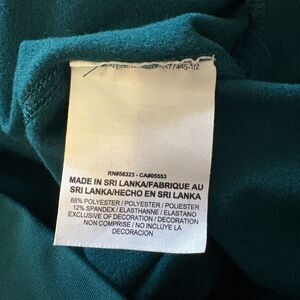 RN#56323 - CA#05553
MADE IN SRI LANKA/FABRIQUE AU
SRI LANKA/HECHO EN SRI LANKA
88% POLYESTER / POLYESTER / POLIESTER
12% SPANDEX / ELASTHANNE / ELASTANO
EXCLUSIVE OF DECORATION / DECORATION
NON COMPRISE / NO INCLUYE LA
DECORACION